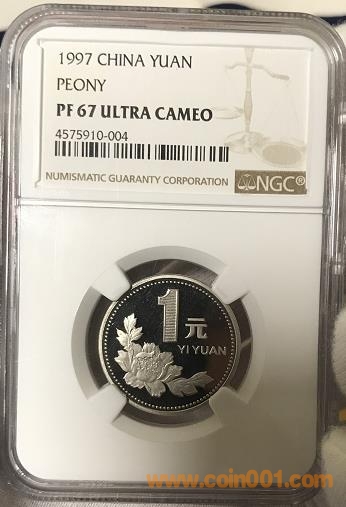 1997 CHINA YUAN
PEONY
PF 67 ULTRA CAMEO
4575910-004
NUMISMATIC GUARANTY CORPORATION NGC®
1元
YI YUAN
www.coin001.com